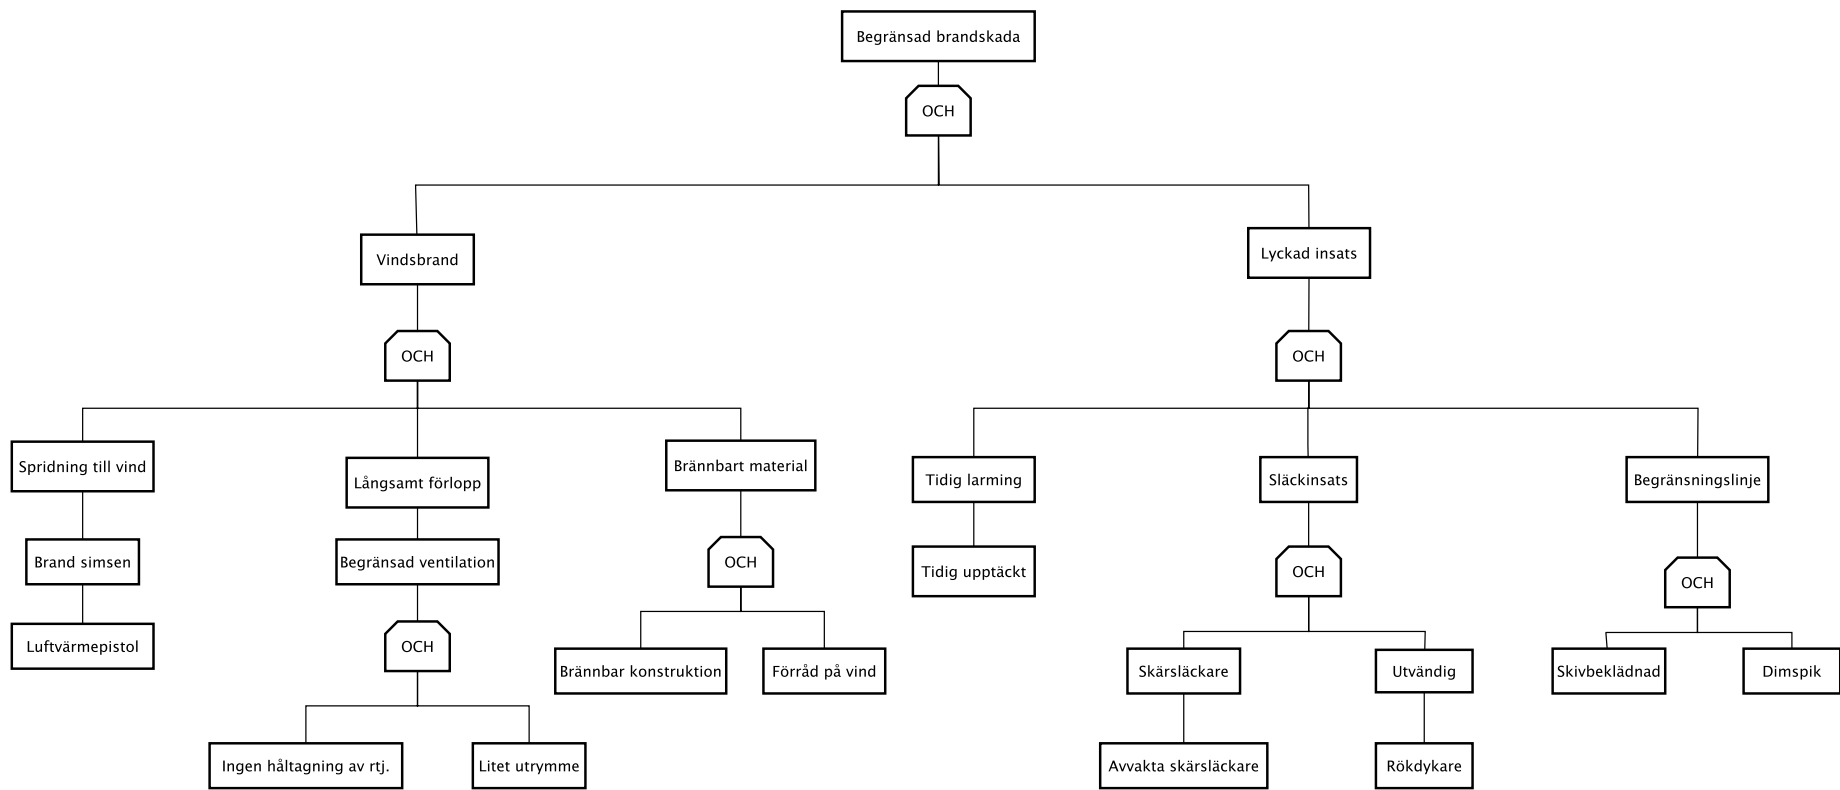 Begränsad brandskada
OCH
Vindsbrand
Lyckad insats
OCH
OCH
Spridning till vind
Långsamt förlopp
Brännbart material
Tidig larming
Släckinsats
Begränsningslinje
Brand simsen
Begränsad ventilation
OCH
Tidig upptäckt
OCH
OCH
Luftvärmepistol
OCH
Brännbar konstruktion
Förråd på vind
Skärsläckare
Utvändig
Skivbeklädnad
Dimspik
Ingen håltagning av rtj.
Litet utrymme
Avvakta skärsläckare
Rökdykare